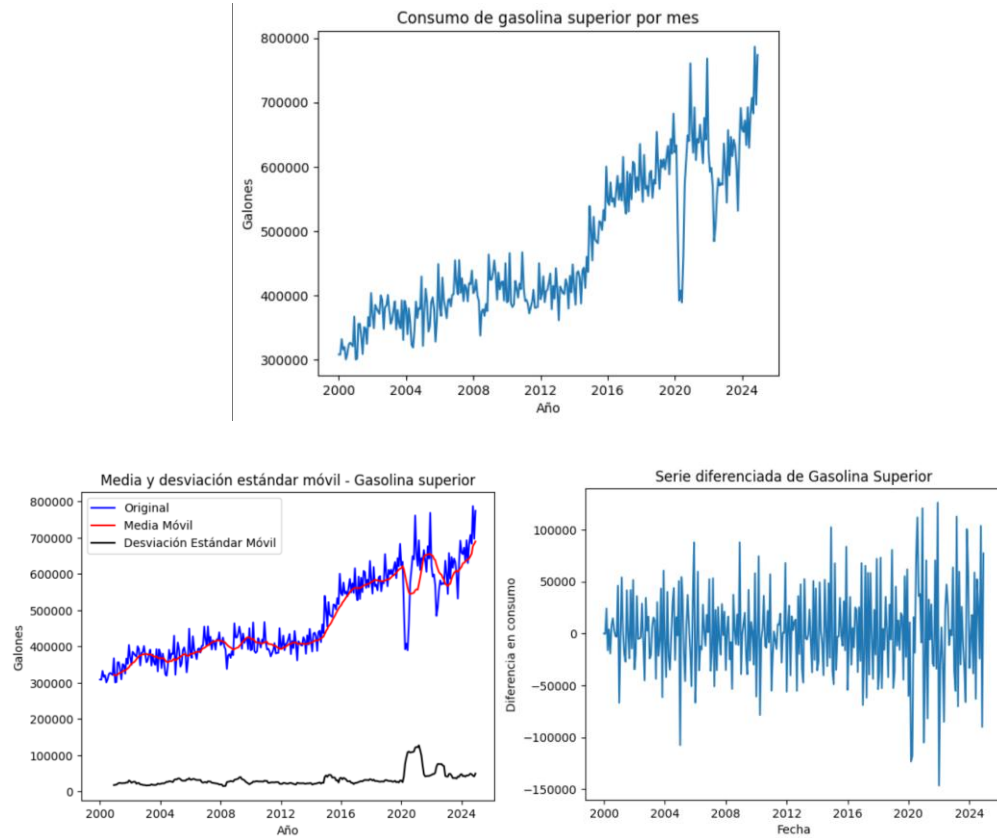 Consumo de gasolina superior por mes
800000
700000
600000
500000
400000
300000
Galones
2000 2004 2008 2012 2016 2020 2024
Año
Media y desviación estándar móvil - Gasolina superior
Original
Media Móvil
Desviación Estándar Móvil
800000
700000
600000
500000
400000
300000
200000
100000
0
Galones
2000 2004 2008 2012 2016 2020 2024
Año
Serie diferenciada de Gasolina Superior
100000
50000
0
−50000
−100000
−150000
Diferencia en consumo
2000 2004 2008 2012 2016 2020 2024
Fecha